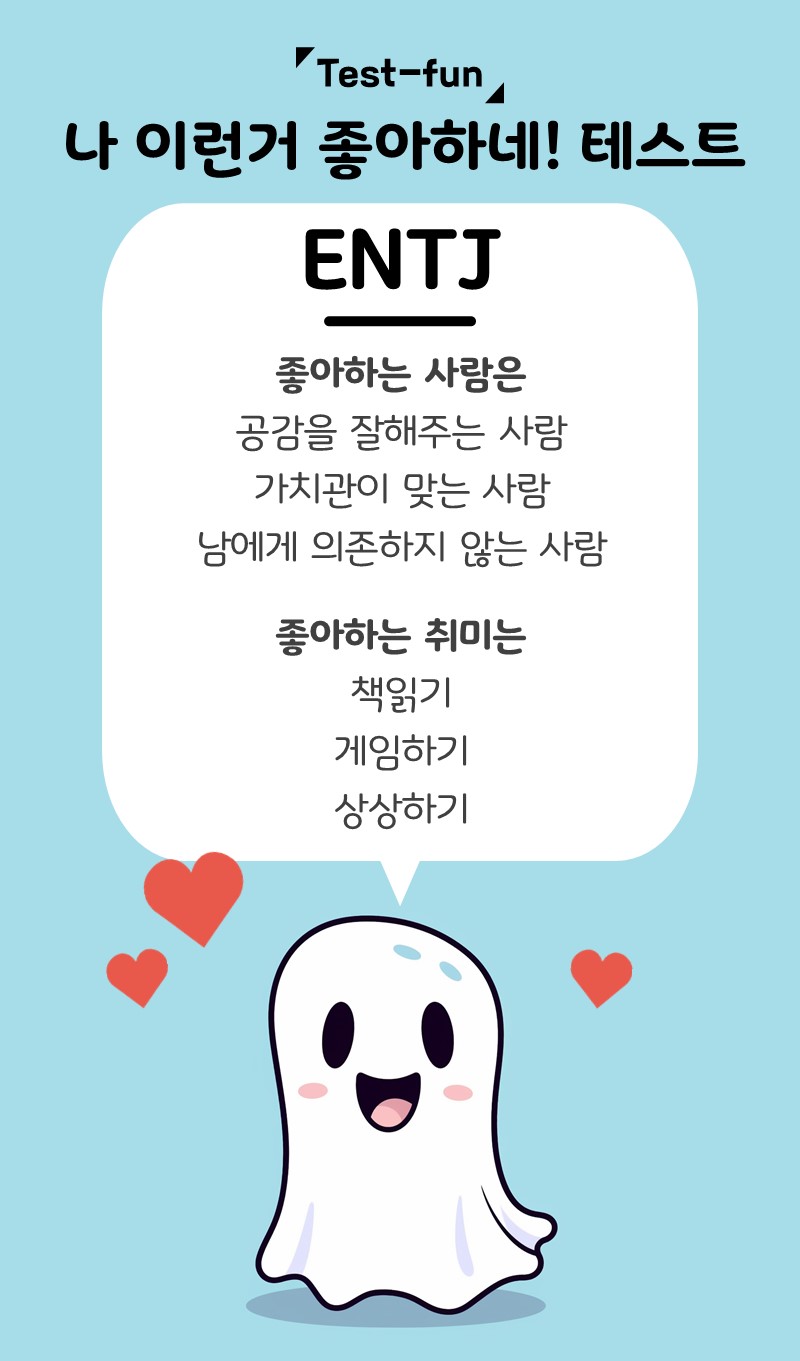 Test-fun
나 이런거 좋아하네! 테스트
ENTJ
좋아하는 사람은
공감을 잘해주는 사람
가치관이 맞는 사람
남에게 의존하지 않는 사람
좋아하는 취미는
책읽기
게임하기
상상하기